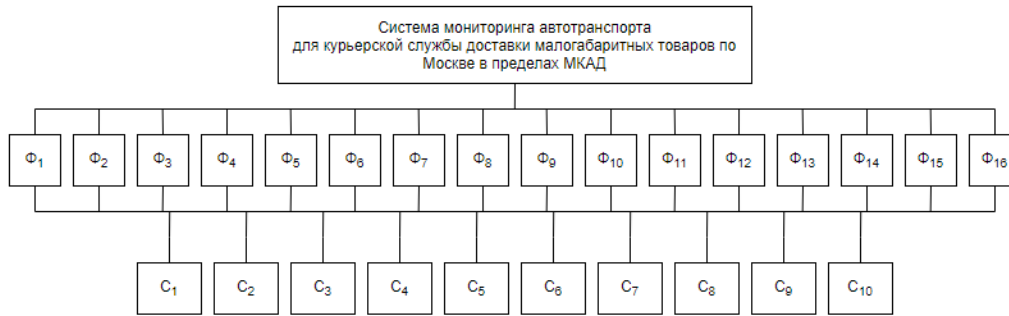 Система мониторинга автотранспорта
для курьерской службы доставки малогабаритных товаров по
Москве в пределах МКАД
Ф₁ Ф₂ Ф₃ Ф₄ Ф₅ Ф₆ Ф₇ Ф₈ Ф₉ Ф₁₀ Ф₁₁ Ф₁₂ Ф₁₃ Ф₁₄ Ф₁₅ Ф₁₆
С₁ С₂ С₃ С₄ С₅ С₆ С₇ С₈ С₉ С₁₀